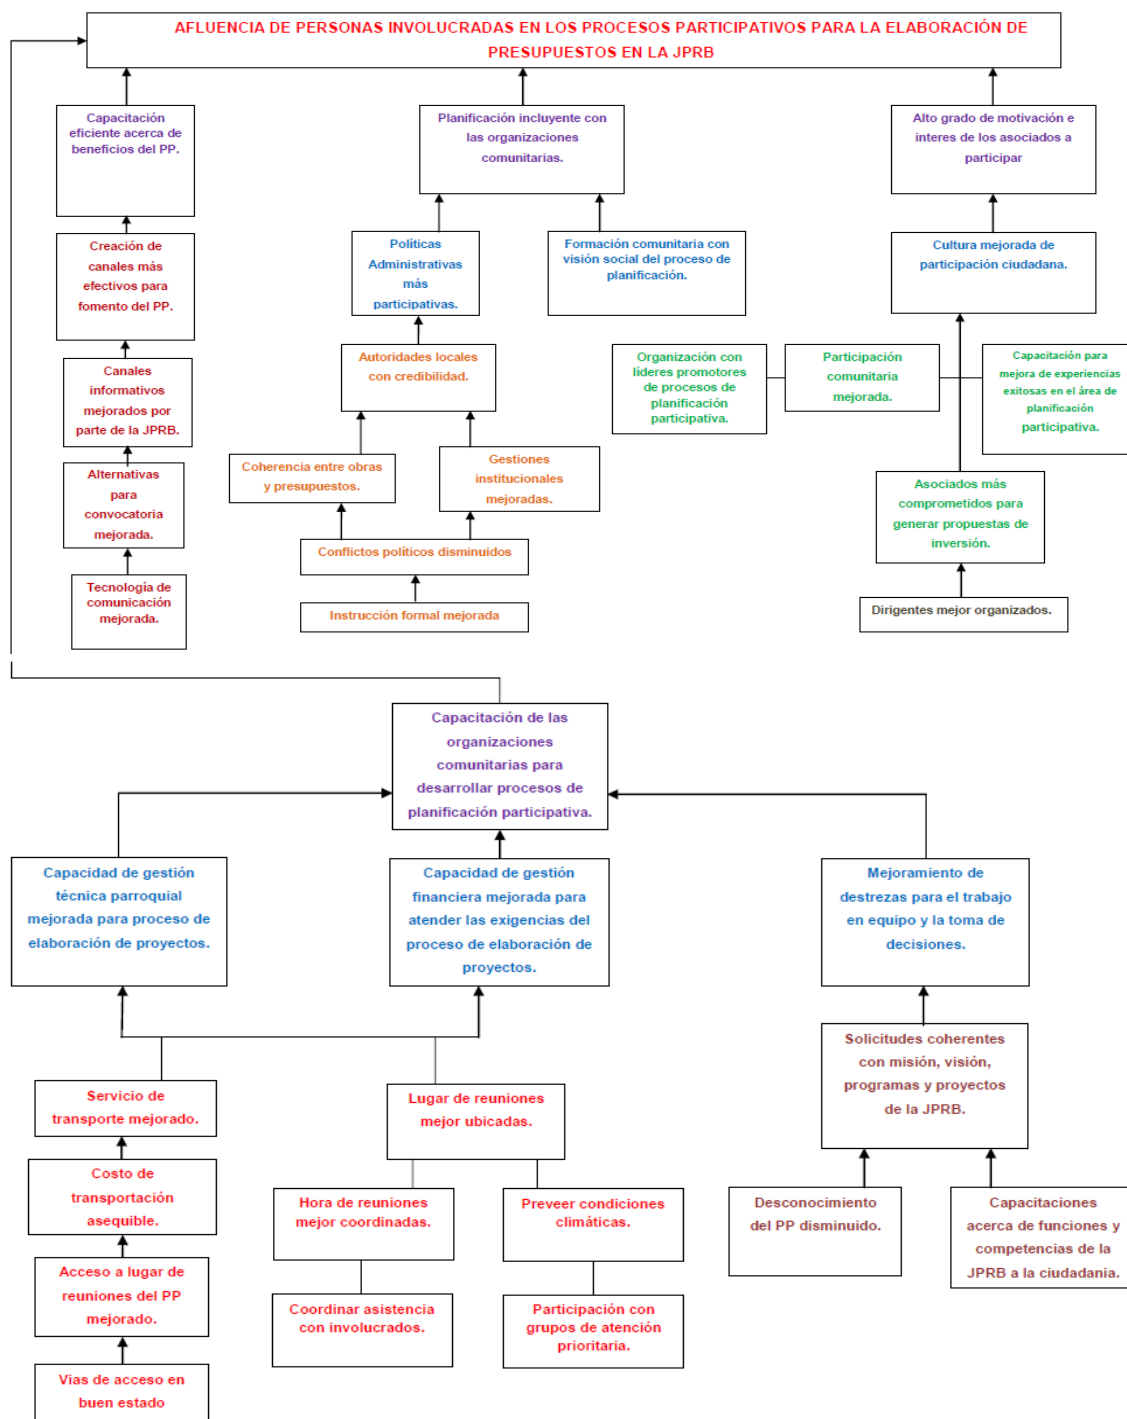 AFLUENCIA DE PERSONAS INVOLUCRADAS EN LOS PROCESOS PARTICIPATIVOS PARA LA ELABORACIÓN DE
PRESUPUESTOS EN LA JPRB
Capacitación
eficiente acerca de
beneficios del PP.
Planificación incluyente con
las organizaciones
comunitarias.
Alto grado de motivación e
interes de los asociados a
participar
Creación de
canales más
efectivos para
fomento del PP.
Políticas
Administrativas
más
participativas.
Formación comunitaria con
visión social del proceso de
planificación.
Cultura mejorada de
participación ciudadana.
Canales
informativos
mejorados por
parte de la JPRB.
Autoridades locales
con credibilidad.
Organización con
líderes promotores
de procesos de
planificación
participativa.
Participación
comunitaria
mejorada.
Capacitación para
mejora de experiencias
exitosas en el área de
planificación
participativa.
Alternativas
para
convocatoria
mejorada.
Coherencia entre obras
y presupuestos.
Gestiones
institucionales
mejoradas.
Asociados más
comprometidos para
generar propuestas de
inversión.
Conflictos políticos disminuidos
Tecnología de
comunicación
mejorada.
Instrucción formal mejorada
Dirigentes mejor organizados.
Capacitación de las
organizaciones
comunitarias para
desarrollar procesos de
planificación participativa.
Capacidad de gestión
técnica parroquial
mejorada para proceso de
elaboración de proyectos.
Capacidad de gestión
financiera mejorada para
atender las exigencias del
proceso de elaboración de
proyectos.
Mejoramiento de
destrezas para el trabajo
en equipo y la toma de
decisiones.
Solicitudes coherentes
con misión, visión,
programas y proyectos
de la JPRB.
Servicio de
transporte mejorado.
Lugar de reuniones
mejor ubicadas.
Costo de
transportación
asequible.
Hora de reuniones
mejor coordinadas.
Preveer condiciones
climáticas.
Desconocimiento
del PP disminuido.
Capacitaciones
acerca de funciones y
competencias de la
JPRB a la ciudadania.
Acceso a lugar de
reuniones del PP
mejorado.
Coordinar asistencia
con involucrados.
Participación con
grupos de atención
prioritaria.
Vias de acceso en
buen estado